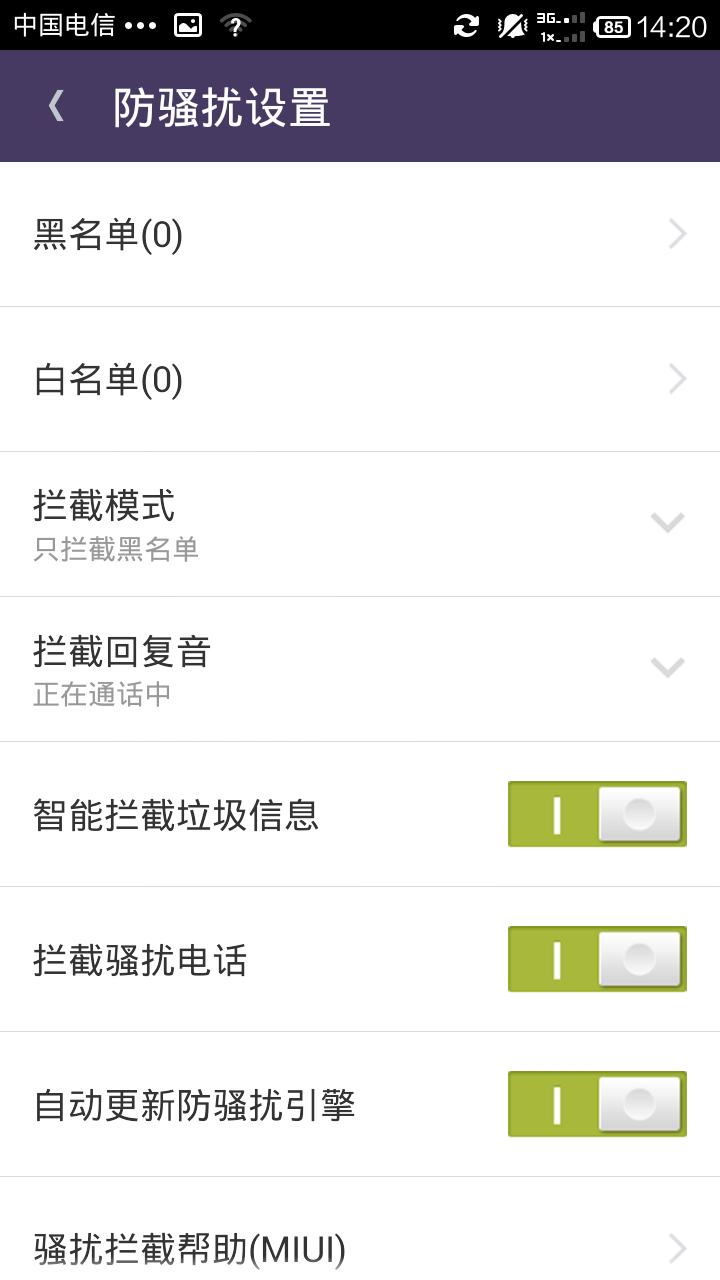 中国电信 ••• 3G 1x 85 14:20
防骚扰设置
黑名单(0)
白名单(0)
拦截模式
只拦截黑名单
拦截回复音
正在通话中
智能拦截垃圾信息
拦截骚扰电话
自动更新防骚扰引擎
骚扰拦截帮助(MIUI)